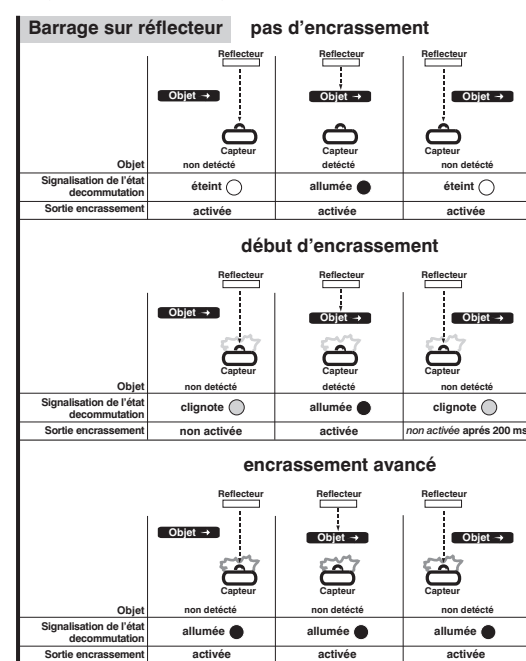 Barrage sur réflecteur pas d'encrassement
Reflecteur Reflecteur Reflecteur
Objet → Objet → Objet →
Capteur Capteur Capteur
Objet non detécté detécté non detécté
Signalisation de l'état
decommutation éteint allumée éteint
Sortie encrassement activée activée activée
début d'encrassement
Reflecteur Reflecteur Reflecteur
Objet → Objet → Objet →
Capteur Capteur Capteur
Objet non detécté detécté non detécté
Signalisation de l'état
decommutation clignote allumée clignote
Sortie encrassement non activée activée non activée aprés 200 ms
encrassement avancé
Reflecteur Reflecteur Reflecteur
Objet → Objet → Objet →
Capteur Capteur Capteur
Objet non detécté non detécté non detécté
Signalisation de l'état
decommutation allumée allumée allumée
Sortie encrassement activée activée activée